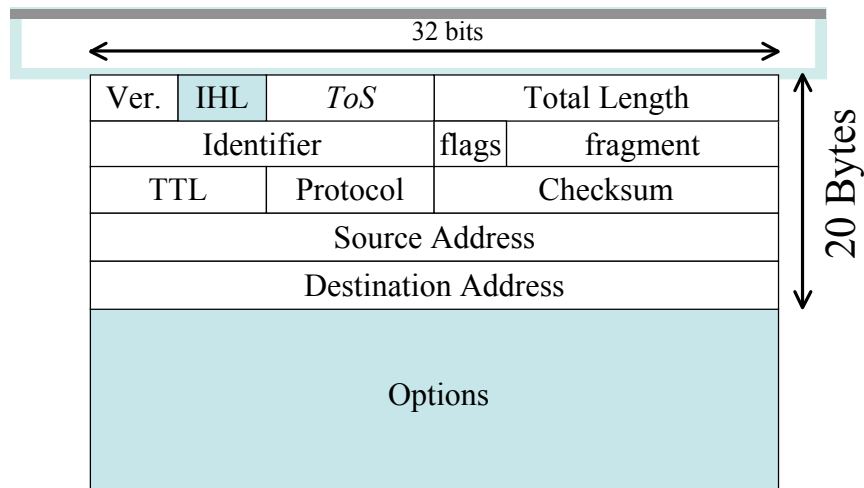 32 bits
Ver. IHL ToS Total Length
Identifier flags fragment
TTL Protocol Checksum
Source Address
Destination Address
20 Bytes
Options